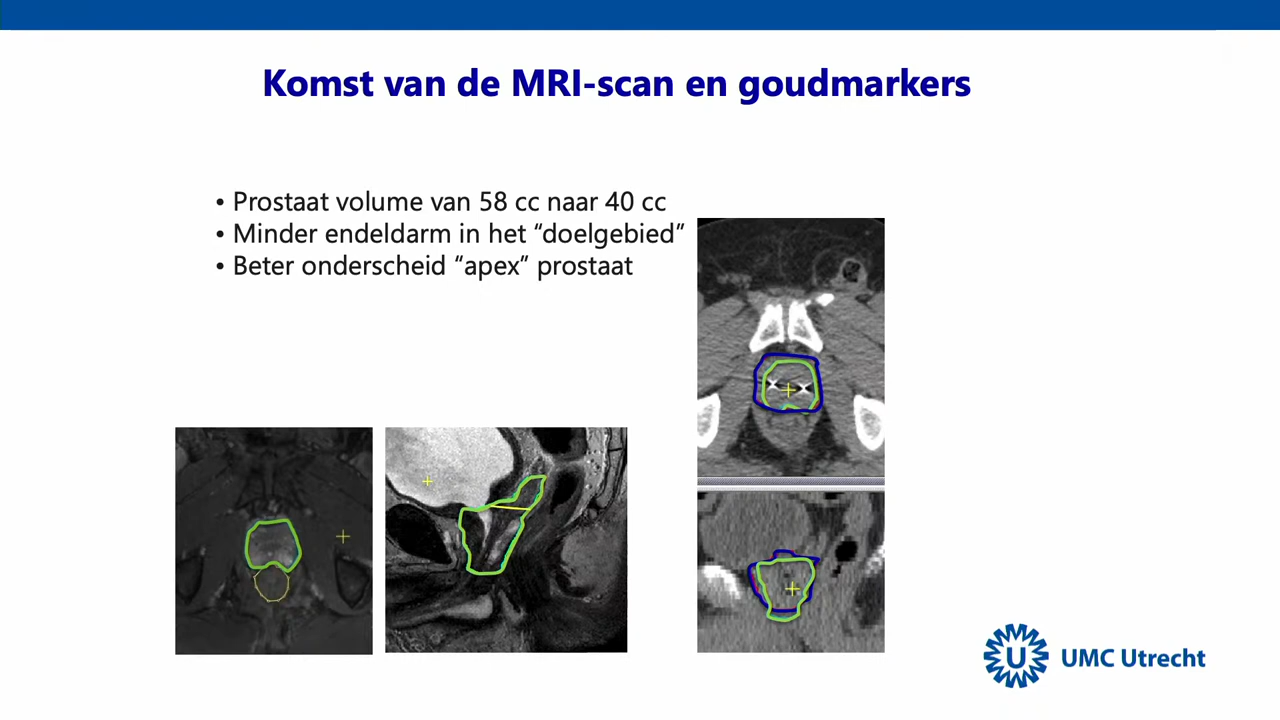 Komst van de MRI-scan en goudmarkers
• Prostaat volume van 58 cc naar 40 cc
• Minder endeldarm in het “doelgebied”
• Beter onderscheid “apex” prostaat
U UMC Utrecht